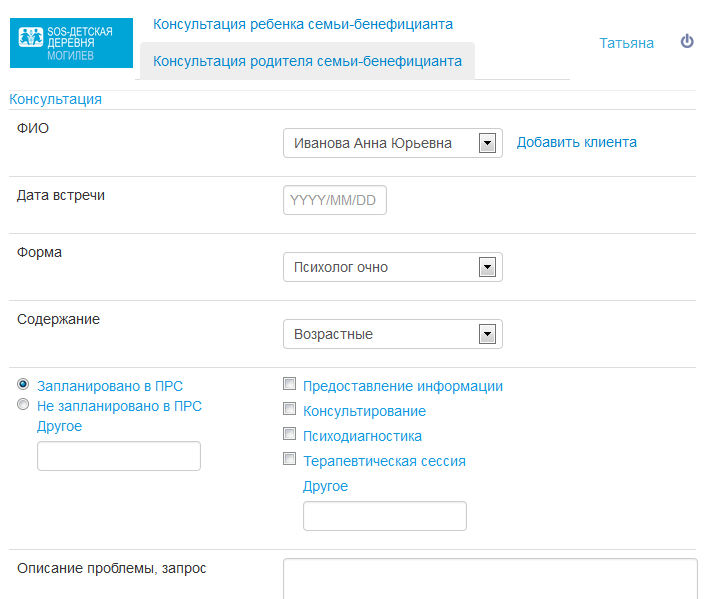 SOS-ДЕТСКАЯ
ДЕРЕВНЯ
МОГИЛЕВ
Консультация ребенка семьи-бенефицианта
Консультация родителя семьи-бенефицианта
Татьяна
Консультация
ФИО
Иванова Анна Юрьевна
Добавить клиента
Дата встречи
YYYY/MM/DD
Форма
Психолог очно
Содержание
Возрастные
Запланировано в ПРС
Не запланировано в ПРС
Другое
Предоставление информации
Консультирование
Психодиагностика
Терапевтическая сессия
Другое
Описание проблемы, запрос